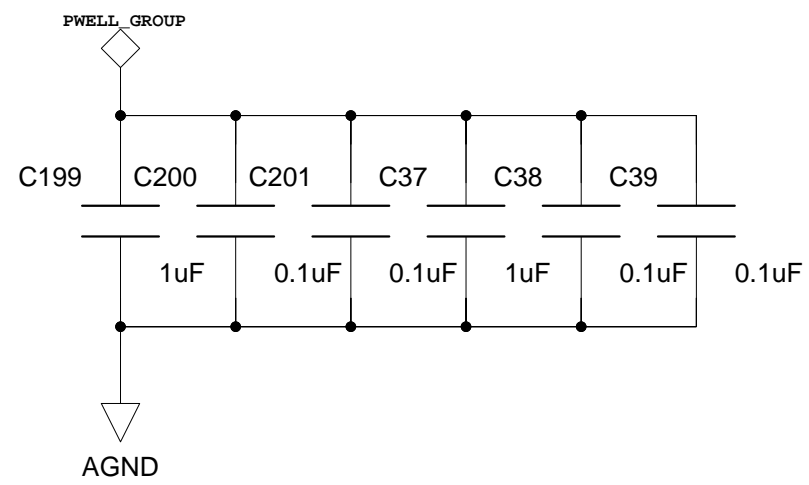 PWELL_GROUP
C199 C200 C201 C37 C38 C39
1uF 0.1uF 0.1uF 1uF 0.1uF 0.1uF
AGND